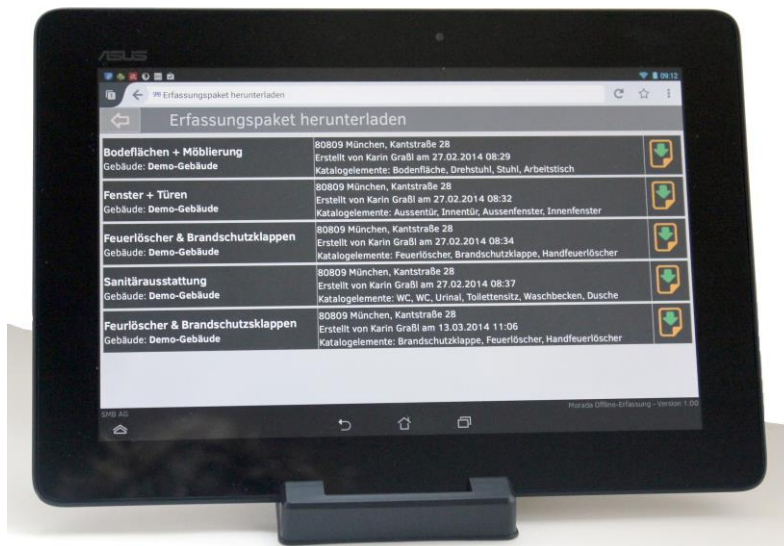 ASUS
09:12
Erfassungspaket herunterladen
Erfassungspaket herunterladen
Bodeflächen + Möblierung
Gebäude: Demo-Gebäude
80809 München, Kantstraße 28
Erstellt von Karin Graßl am 27.02.2014 08:29
Katalogelemente: Bodenfläche, Drehstuhl, Stuhl, Arbeitstisch
Fenster + Türen
Gebäude: Demo-Gebäude
80809 München, Kantstraße 28
Erstellt von Karin Graßl am 27.02.2014 08:32
Katalogelemente: Aussentür, Innentür, Aussenfenster, Innenfenster
Feuerlöscher & Brandschutzklappen
Gebäude: Demo-Gebäude
80809 München, Kantstraße 28
Erstellt von Karin Graßl am 27.02.2014 08:34
Katalogelemente: Feuerlöscher, Brandschutzklappe, Handfeuerlöscher
Sanitärausstattung
Gebäude: Demo-Gebäude
80809 München, Kantstraße 28
Erstellt von Karin Graßl am 27.02.2014 08:37
Katalogelemente: WC, WC, Urinal, Toilettensitz, Waschbecken, Dusche
Feurlöscher & Brandschutzsklappen
Gebäude: Demo-Gebäude
80809 München, Kantstraße 28
Erstellt von Karin Graßl am 13.03.2014 11:06
Katalogelemente: Brandschutzklappe, Feuerlöscher, Handfeuerlöscher
SMB AG
Morada Offline-Erfassung - Version 1.00